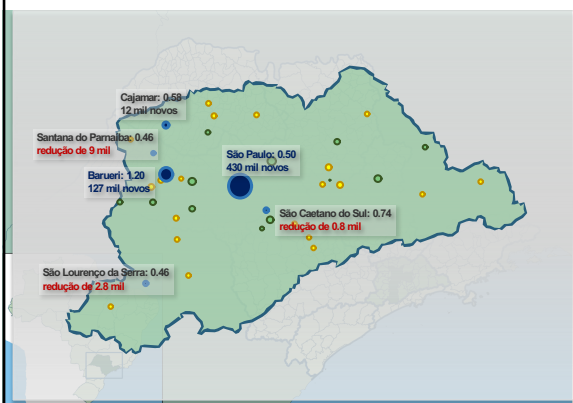 Cajamar: 0.58
12 mil novos
Santana do Parnaíba: 0.46
redução de 9 mil
São Paulo: 0.50
430 mil novos
Barueri: 1.20
127 mil novos
São Caetano do Sul: 0.74
redução de 0.8 mil
São Lourenço da Serra: 0.46
redução de 2.8 mil